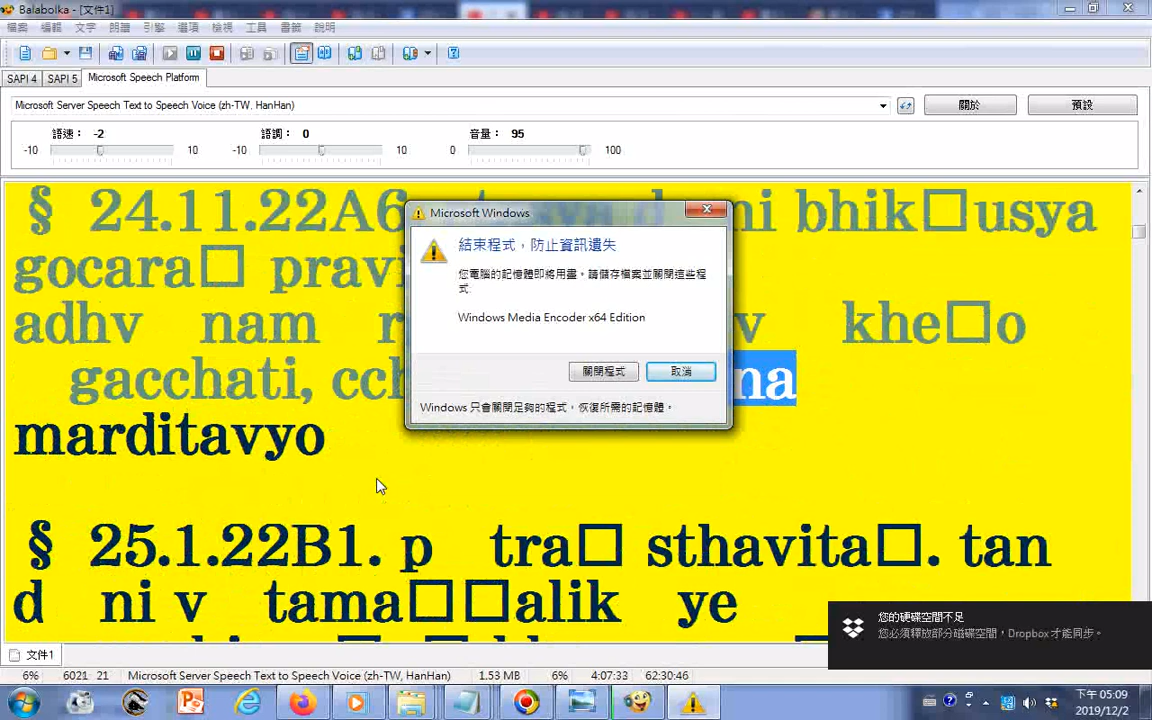 Balabolka - [文件1]
檔案 編輯 文字 朗讀 引擎 選項 檢視 工具 書籤 說明
SAPI 4 SAPI 5 Microsoft Speech Platform
Microsoft Server Speech Text to Speech Voice (zh-TW, HanHan) 關於 預設
語速： -2 語調： 0 音量： 95
-10 10 -10 10 0 100
§ 24.11.22A6. ni bhik□usya
gocara□ pravi
adhv nam r v khe□o
gacchati, cch na
marditavyo
§ 25.1.22B1. p tra□ sthavita□. tan
d ni v tama□□alik ye
Microsoft Windows
結束程式，防止資訊遺失
您電腦的記憶體即將用盡。請儲存檔案並關閉這些程
式:
Windows Media Encoder x64 Edition
關閉程式 取消
Windows 只會關閉足夠的程式，恢復所需的記憶體。
您的硬碟空間不足
您必須釋放部分磁碟空間，Dropbox 才能同步。
文件1
6% 6021 21 Microsoft Server Speech Text to Speech Voice (zh-TW, HanHan) 1.53 MB 6% 4:07:33 62:30:46
下午 05:09
2019/12/2